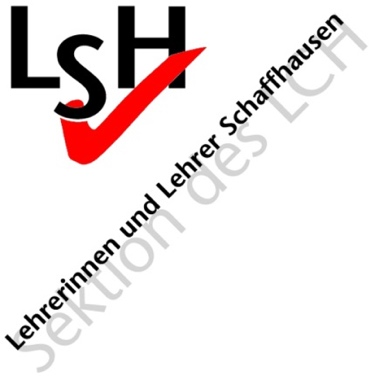 LSH
Lehrerinnen und Lehrer Schaffhausen
Sektion des LCH